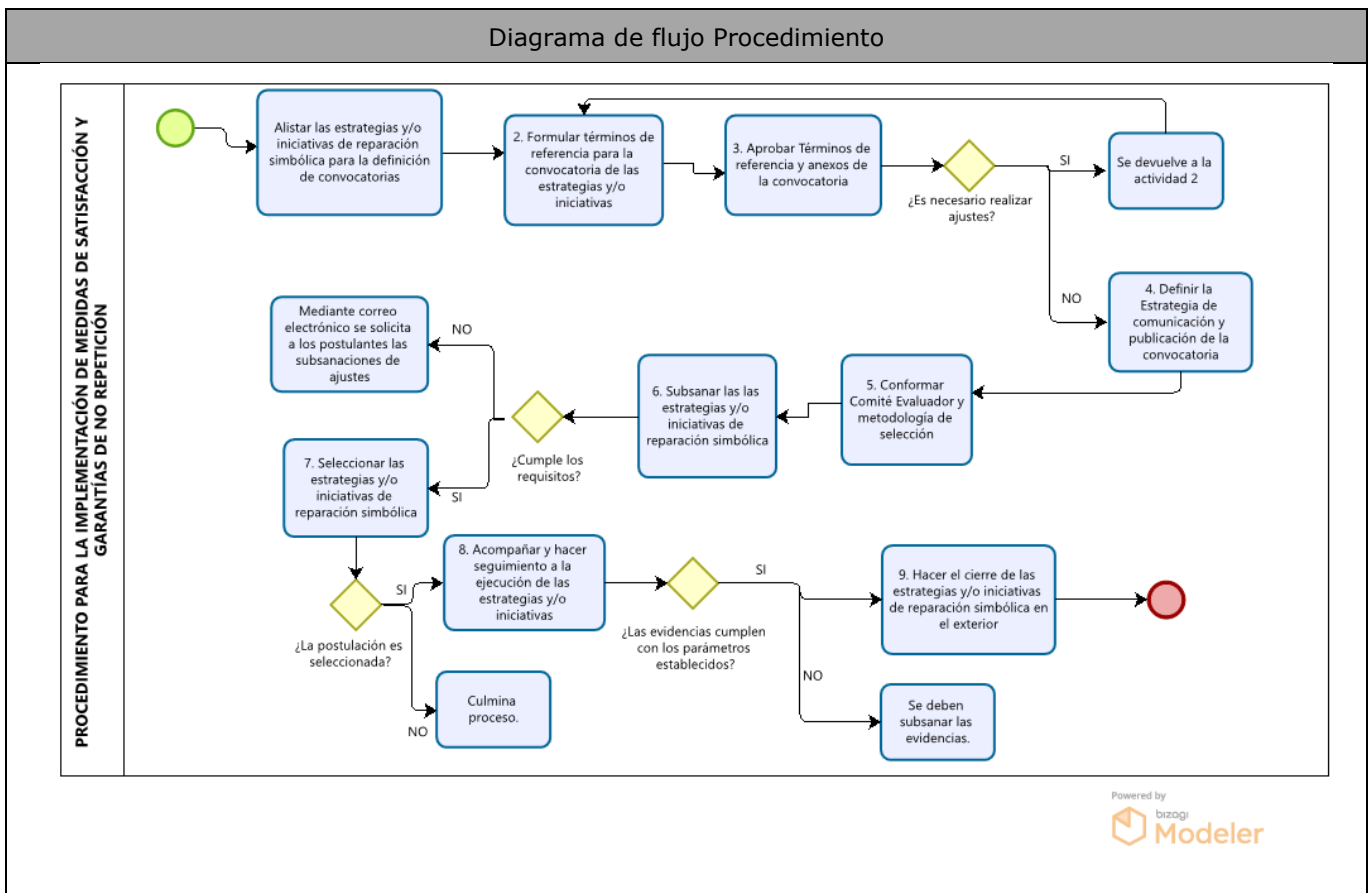 Diagrama de flujo Procedimiento
PROCEDIMIENTO PARA LA IMPLEMENTACIÓN DE MEDIDAS DE SATISFACCIÓN Y
GARANTÍAS DE NO REPETICIÓN
Alistar las estrategias y/o
iniciativas de reparación
simbólica para la definición
de convocatorias
2. Formular términos de
referencia para la
convocatoria de las
estrategias y/o
iniciativas
3. Aprobar Términos de
referencia y anexos de
la convocatoria
¿Es necesario realizar
ajustes?
SI
Se devuelve a la
actividad 2
NO
4. Definir la
Estrategia de
comunicación y
publicación de la
convocatoria
5. Conformar
Comité Evaluador y
metodología de
selección
6. Subsanar las las
estrategias y/o
iniciativas de
reparación simbólica
¿Cumple los
requisitos?
NO
Mediante correo
electrónico se solicita
a los postulantes las
subsanaciones de
ajustes
SI
7. Seleccionar las
estrategias y/o
iniciativas de
reparación simbólica
¿La postulación es
seleccionada?
SI
8. Acompañar y hacer
seguimiento a la
ejecución de las
estrategias y/o
iniciativas
NO
Culmina
proceso.
¿Las evidencias cumplen
con los parámetros
establecidos?
SI
9. Hacer el cierre de las
estrategias y/o iniciativas
de reparación simbólica en
el exterior
NO
Se deben
subsanar las
evidencias.
Powered by
bizagi
Modeler